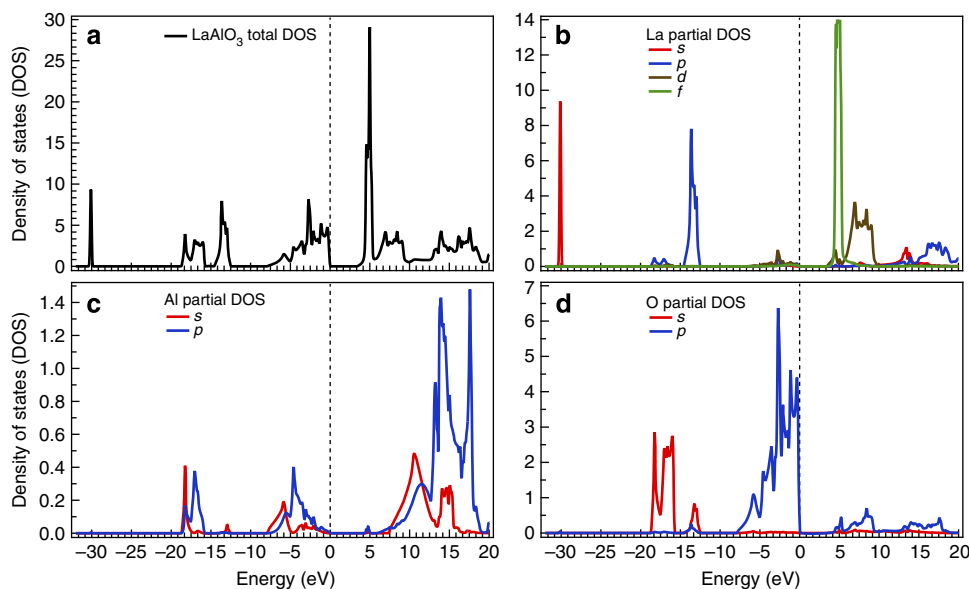 a
LaAlO3 total DOS
Density of states (DOS)
30
25
20
15
10
5
0
b
La partial DOS
s
p
d
f
14
12
10
8
6
4
2
0
c
Al partial DOS
s
p
Density of states (DOS)
1.4
1.2
1.0
0.8
0.6
0.4
0.2
0.0
−30 −25 −20 −15 −10 −5 0 5 10 15 20
Energy (eV)
d
O partial DOS
s
p
7
6
5
4
3
2
1
0
−30 −25 −20 −15 −10 −5 0 5 10 15 20
Energy (eV)